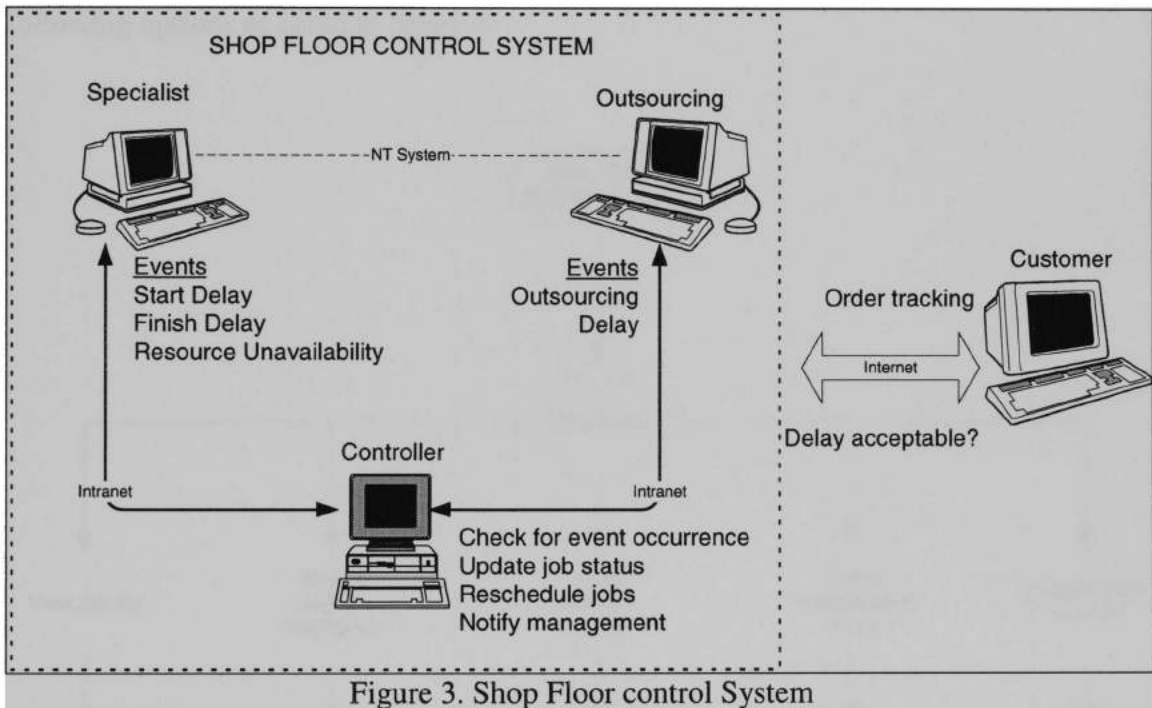 SHOP FLOOR CONTROL SYSTEM
Specialist
Outsourcing
NT System
Events
Start Delay
Finish Delay
Resource Unavailability
Events
Outsourcing
Delay
Customer
Order tracking
Internet
Delay acceptable?
Controller
Intranet
Intranet
Check for event occurrence
Update job status
Reschedule jobs
Notify management
Figure 3. Shop Floor control System